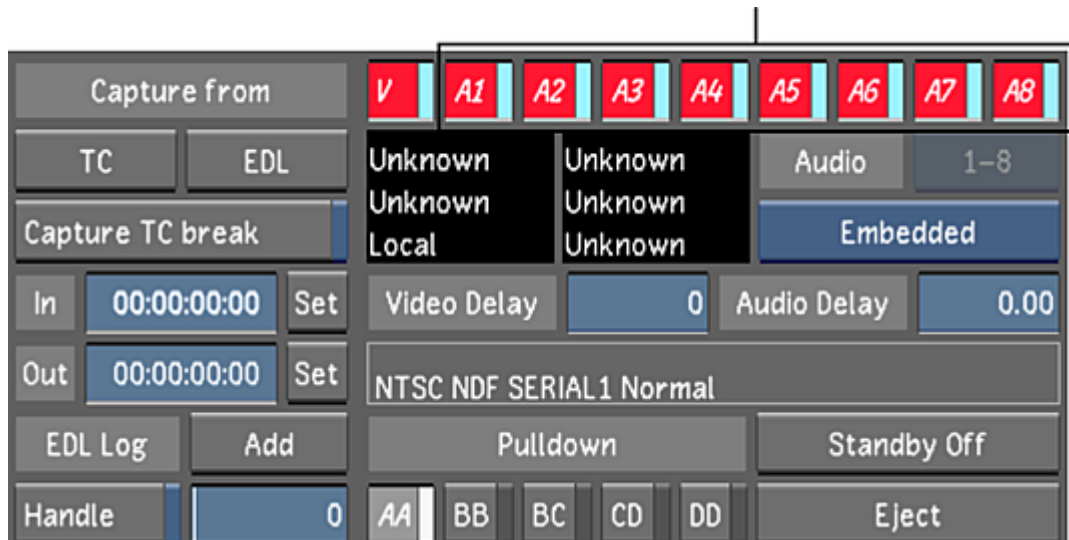 Capture from V A1 A2 A3 A4 A5 A6 A7 A8
TC EDL Unknown Unknown Audio 1-8
Unknown Unknown
Capture TC break Local Unknown Embedded
In 00:00:00:00 Set Video Delay 0 Audio Delay 0.00
Out 00:00:00:00 Set NTSC NDF SERIAL1 Normal
EDL Log Add Pulldown Standby Off
Handle 0 AA BB BC CD DD Eject